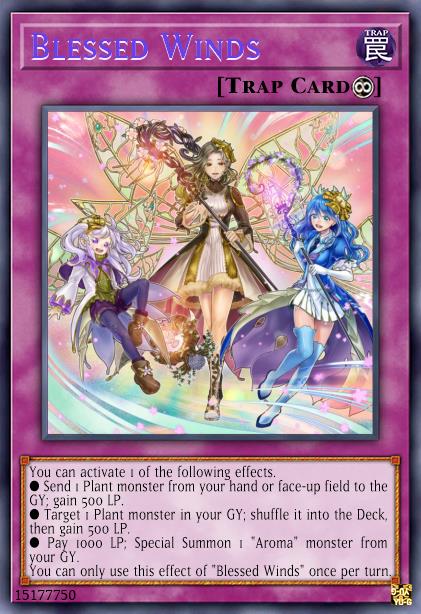 Blessed Winds
TRAP
罠
[Trap Card]
You can activate 1 of the following effects.
● Send 1 Plant monster from your hand or face-up field to the
GY; gain 500 LP.
● Target 1 Plant monster in your GY; shuffle it into the Deck,
then gain 500 LP.
● Pay 1000 LP; Special Summon 1 "Aroma" monster from
your GY.
You can only use this effect of "Blessed Winds" once per turn.
15177750